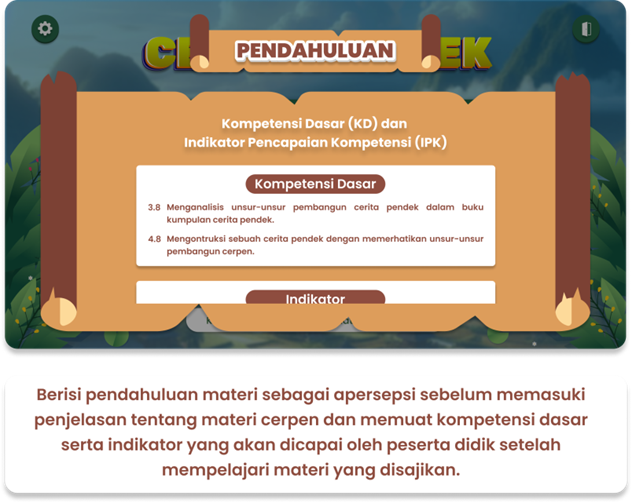 PENDAHULUAN
Kompetensi Dasar (KD) dan
Indikator Pencapaian Kompetensi (IPK)
Kompetensi Dasar
3.8 Menganalisis unsur-unsur pembangun cerita pendek dalam buku
kumpulan cerita pendek.
4.8 Mengontruksi sebuah cerita pendek dengan memerhatikan unsur-unsur
pembangun cerpen.
Indikator
Berisi pendahuluan materi sebagai apersepsi sebelum memasuki
penjelasan tentang materi cerpen dan memuat kompetensi dasar
serta indikator yang akan dicapai oleh peserta didik setelah
mempelajari materi yang disajikan.